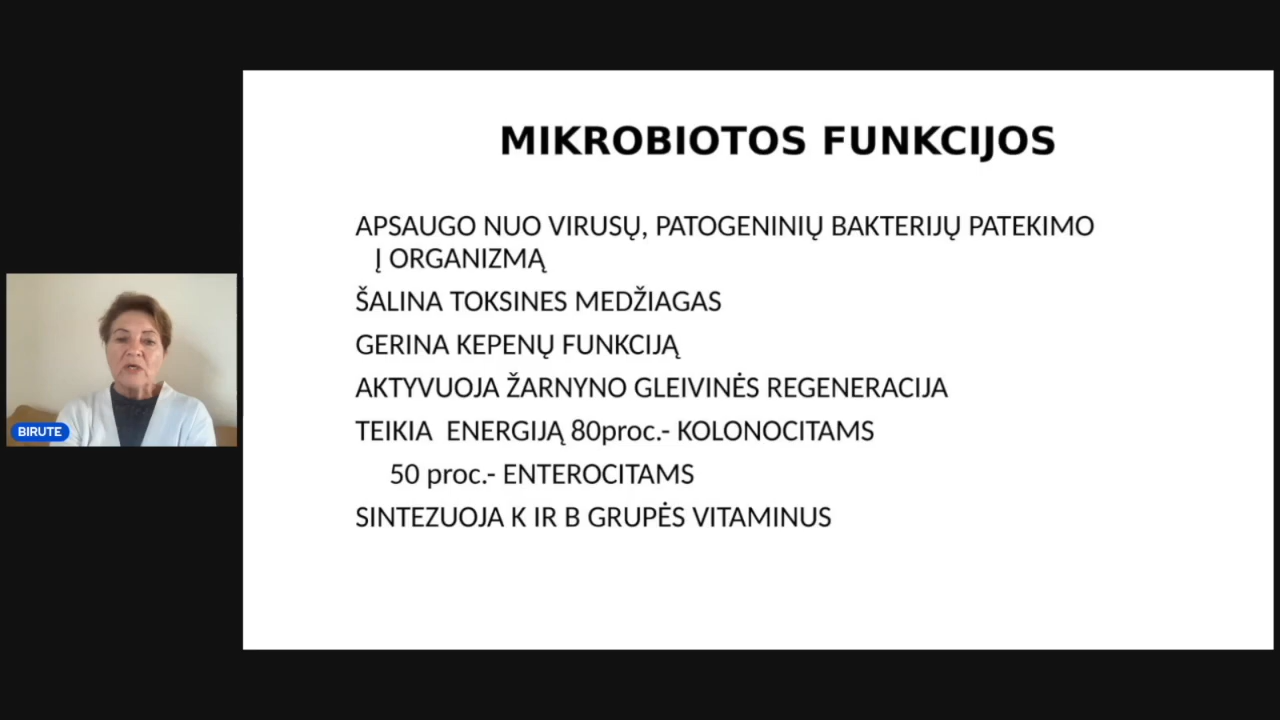 MIKROBIOTOS FUNKCIJOS
APSAUGO NUO VIRUSŲ, PATOGENINIŲ BAKTERIJŲ PATEKIMO
Į ORGANIZMĄ
ŠALINA TOKSINES MEDŽIAGAS
GERINA KEPENŲ FUNKCIJĄ
AKTYVUOJA ŽARNYNO GLEIVINĖS REGENERACIJA
TEIKIA  ENERGIJĄ 80proc.- KOLONOCITAMS
50 proc.- ENTEROCITAMS
SINTEZUOJA K IR B GRUPĖS VITAMINUS
BIRUTE